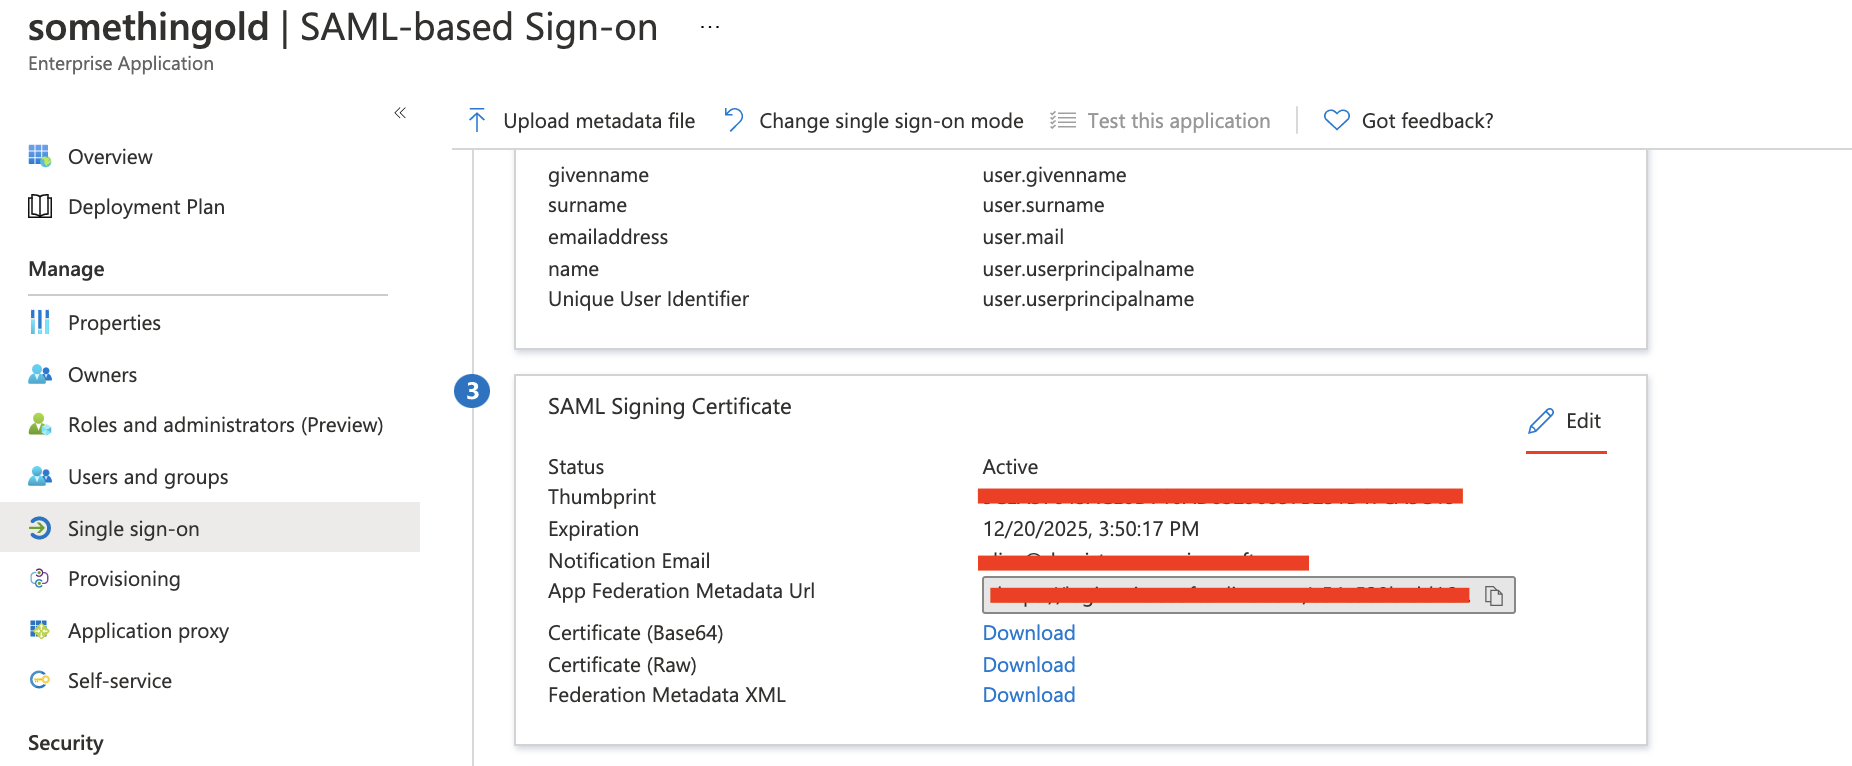 somethingold | SAML-based Sign-on ...
Enterprise Application
«
Upload metadata file Change single sign-on mode Test this application Got feedback?
Overview
Deployment Plan
Manage
Properties
Owners
Roles and administrators (Preview)
Users and groups
Single sign-on
Provisioning
Application proxy
Self-service
Security
givenname user.givenname
surname user.surname
emailaddress user.mail
name user.userprincipalname
Unique User Identifier user.userprincipalname
3
SAML Signing Certificate
Edit
Status Active
Thumbprint
Expiration 12/20/2025, 3:50:17 PM
Notification Email
App Federation Metadata Url
Certificate (Base64) Download
Certificate (Raw) Download
Federation Metadata XML Download